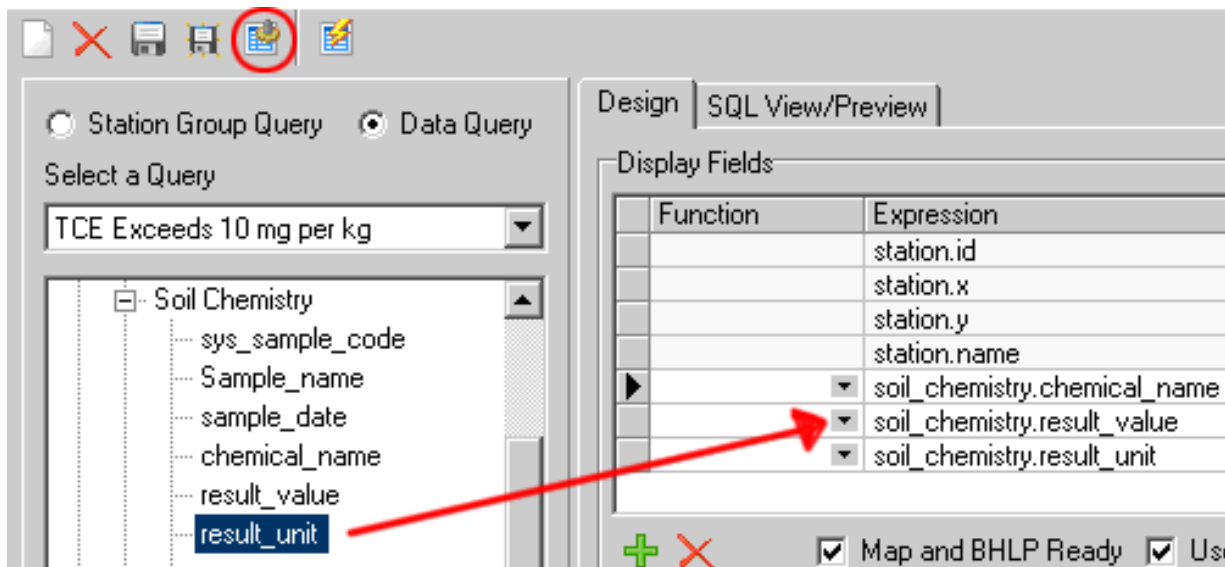 Station Group Query Data Query
Select a Query
TCE Exceeds 10 mg per kg
Soil Chemistry
sys_sample_code
Sample_name
sample_date
chemical_name
result_value
result_unit
Design SQL View/Preview
Display Fields
Function Expression
station.id
station.x
station.y
station.name
soil_chemistry.chemical_name
soil_chemistry.result_value
soil_chemistry.result_unit
Map and BHLP Ready